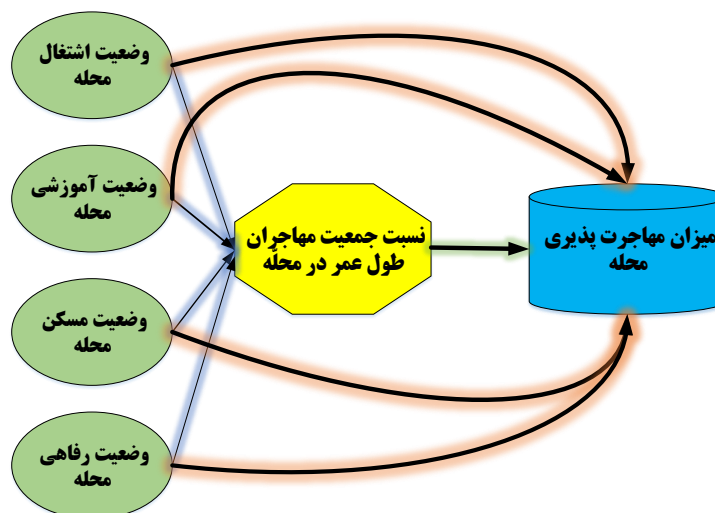 وضعیت اشتغال
محله
وضعیت آموزشی
محله
نسبت جمعیت مهاجران
طول عمر در محلّه
میزان مهاجرت پذیری
محله
وضعیت مسکن
محله
وضعیت رفاهی
محله